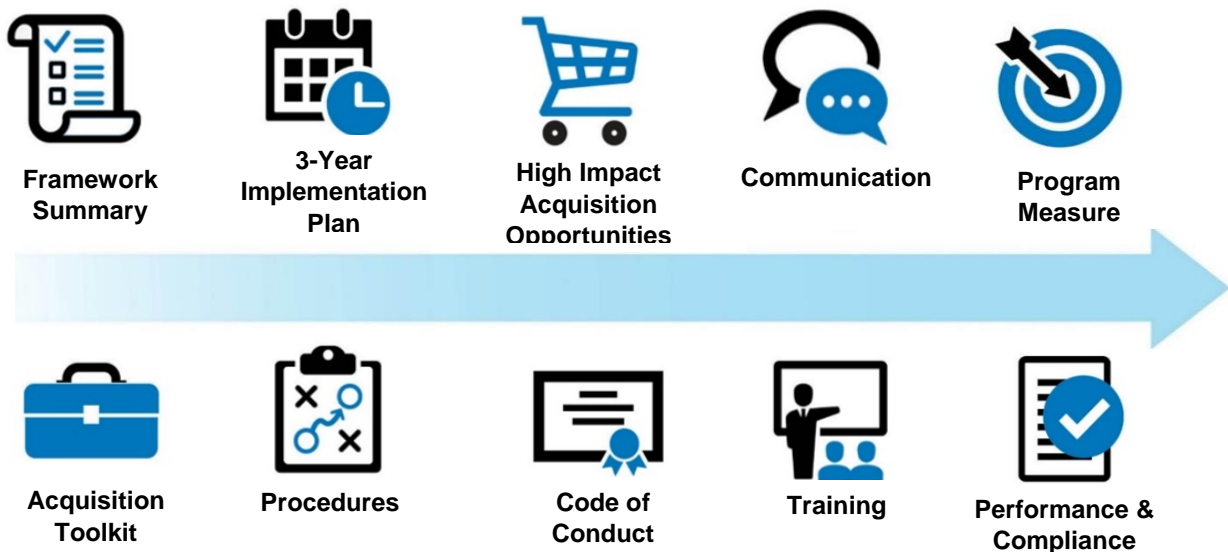 Framework
Summary
3-Year
Implementation
Plan
High Impact
Acquisition
Opportunities
Communication
Program
Measure
Acquisition
Toolkit
Procedures
Code of
Conduct
Training
Performance &
Compliance